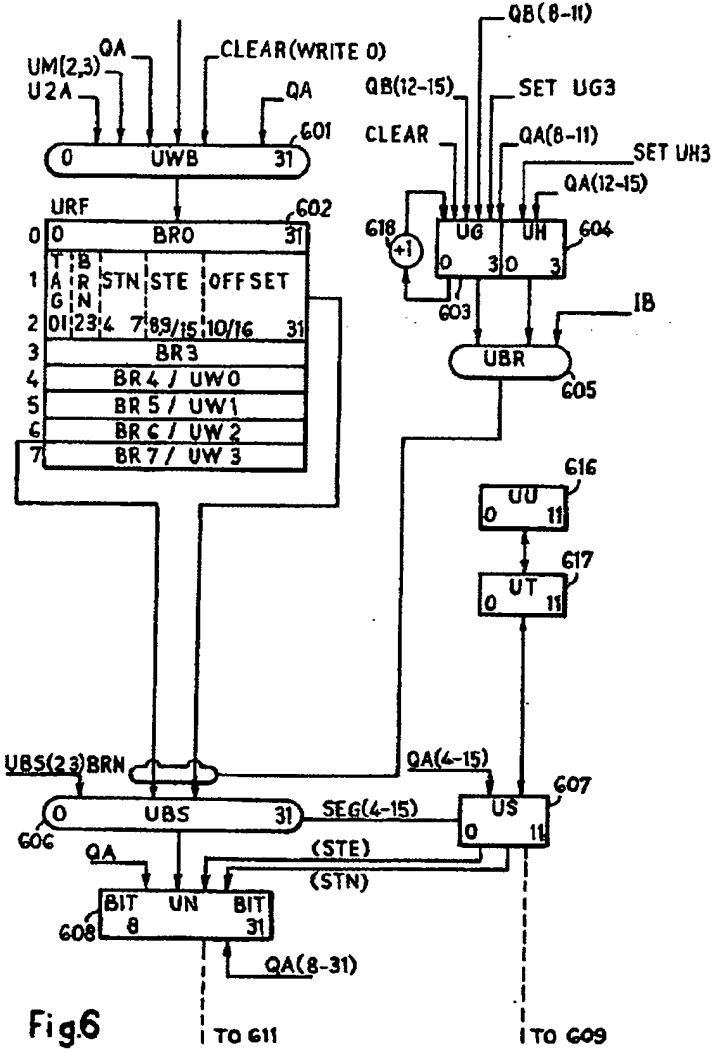 QB(8-11)
QA
CLEAR(WRITE 0)
UM(2,3)
U2A
QA
QB(12-15)
SET UG3
CLEAR
QA(8-11)
601
SET UH3
0 UWB 31
QA(12-15)
URF
602
618
+1
UG
UH
604
0
0 BR0 31
0 3 0 3
603
1
TAG
BRN
STN
STE
OFFSET
IB
2
01 23 4 7 8,9/15 10/16 31
UBR
605
3 BR3
4 BR4 / UW0
5 BR5 / UW1
6 BR6 / UW2
7 BR7 / UW3
616
UU
0 11
617
UT
0 11
UBS(23)BRN
QA(4-15)
607
0 UBS 31
SEG(4-15)
US
0 11
606
(STE)
QA
(STN)
BIT UN BIT
8 31
608
QA(8-31)
Fig.6
TO 611
TO 609